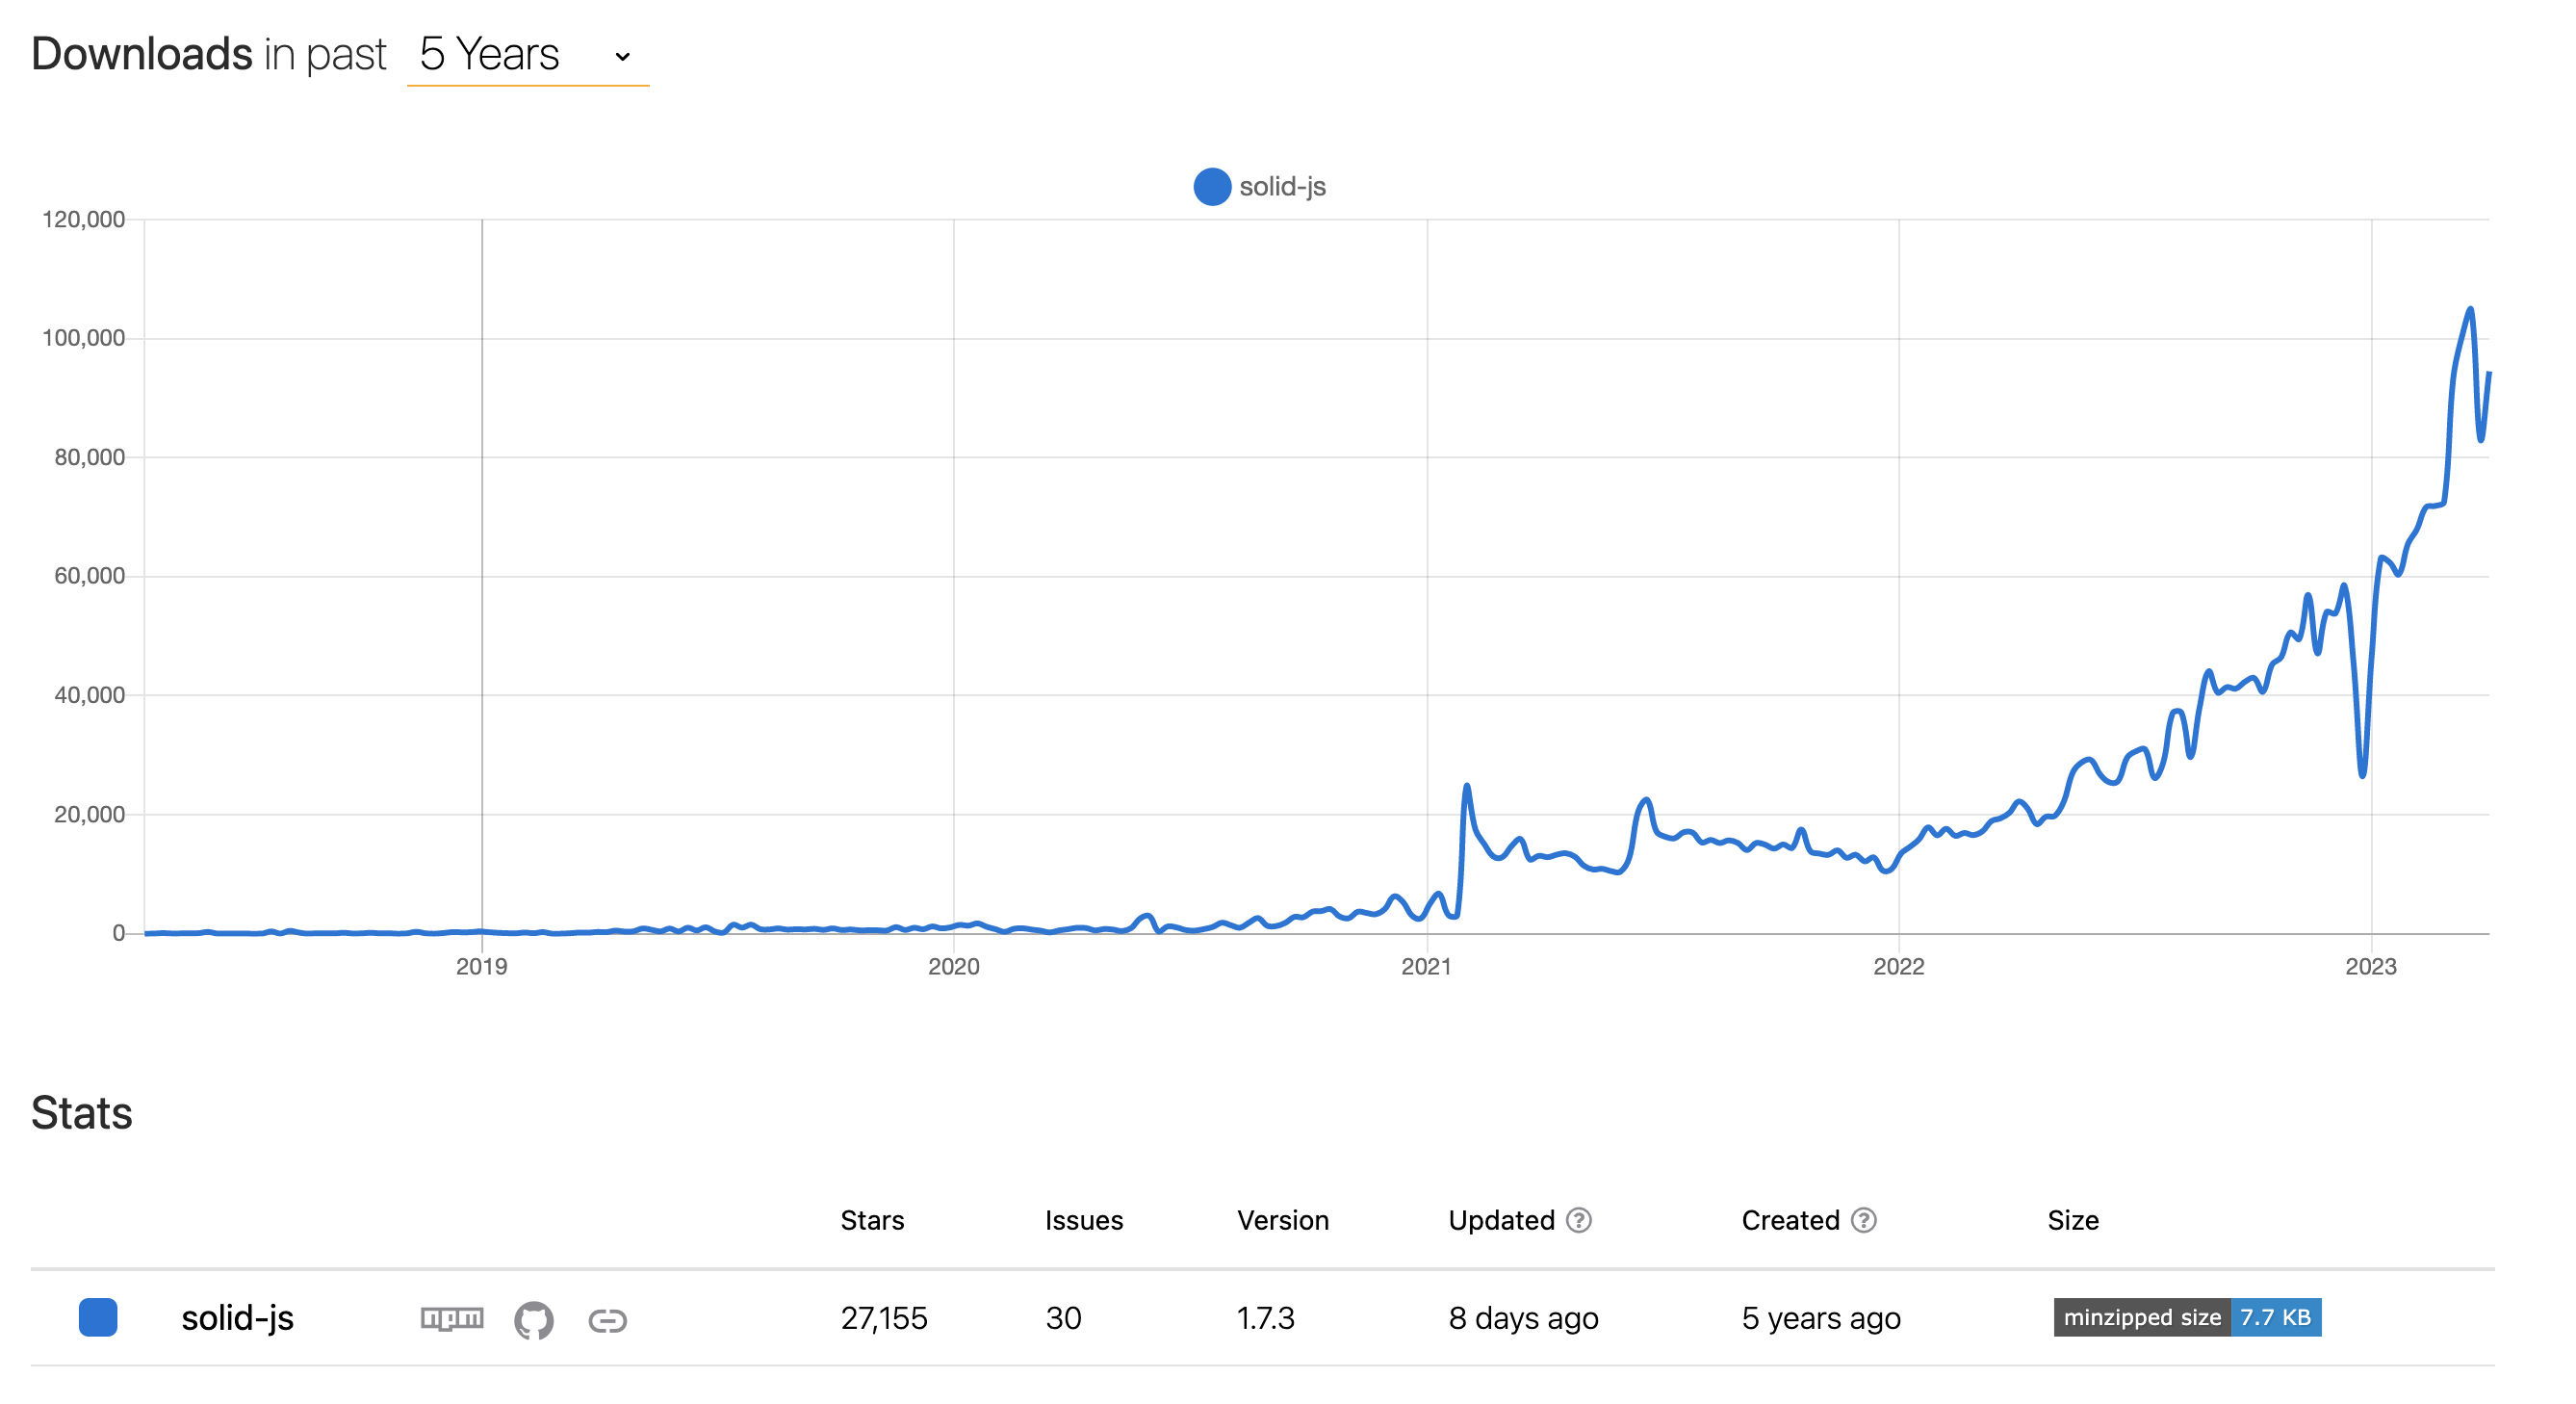 Downloads in past 5 Years
solid-js
120,000
100,000
80,000
60,000
40,000
20,000
0
2019 2020 2021 2022 2023
Stats
Stars Issues Version Updated ? Created ? Size
solid-js npm 27,155 30 1.7.3 8 days ago 5 years ago minzipped size 7.7 KB